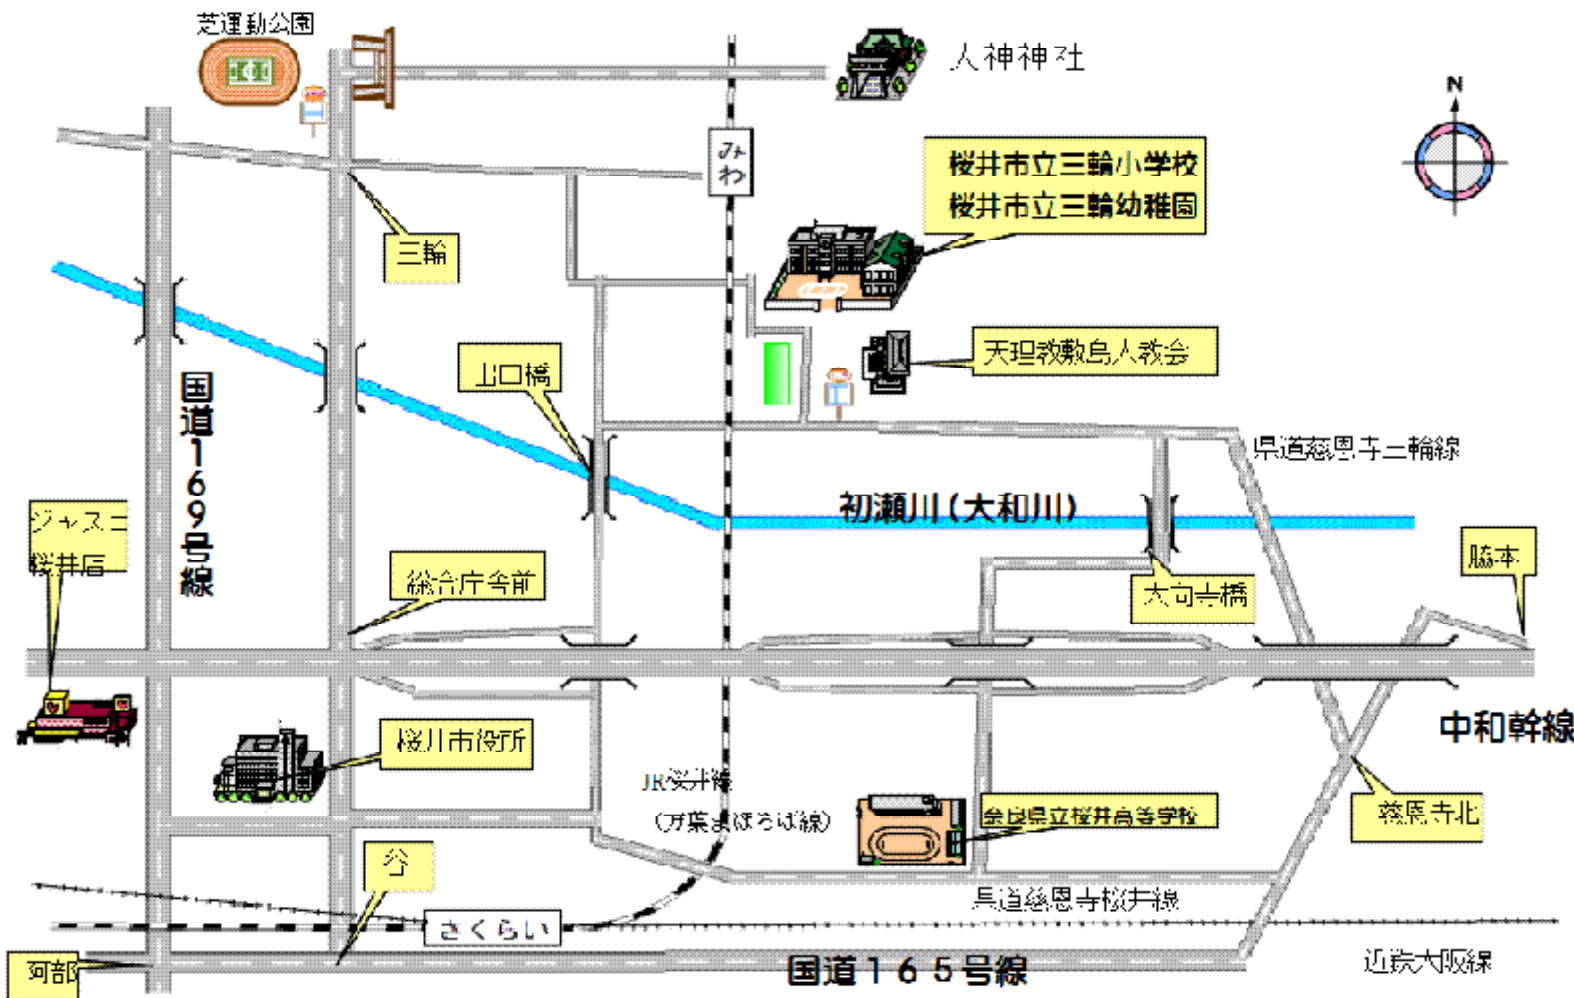 芝運動公園
大神神社
N
みわ
桜井市立三輪小学校
桜井市立三輪幼稚園
三輪
天理教敷島大教会
出口橋
国道169号線
県道慈恩寺三輪線
初瀬川(大和川)
ジャスコ
桜井店
総合庁舎前
大向寺橋
脇本
中和幹線
桜井市役所
JR桜井線
(万葉まほろば線)
奈良県立桜井高等学校
慈恩寺北
谷
県道慈恩寺桜井線
さくらい
阿部
国道165号線
近鉄大阪線